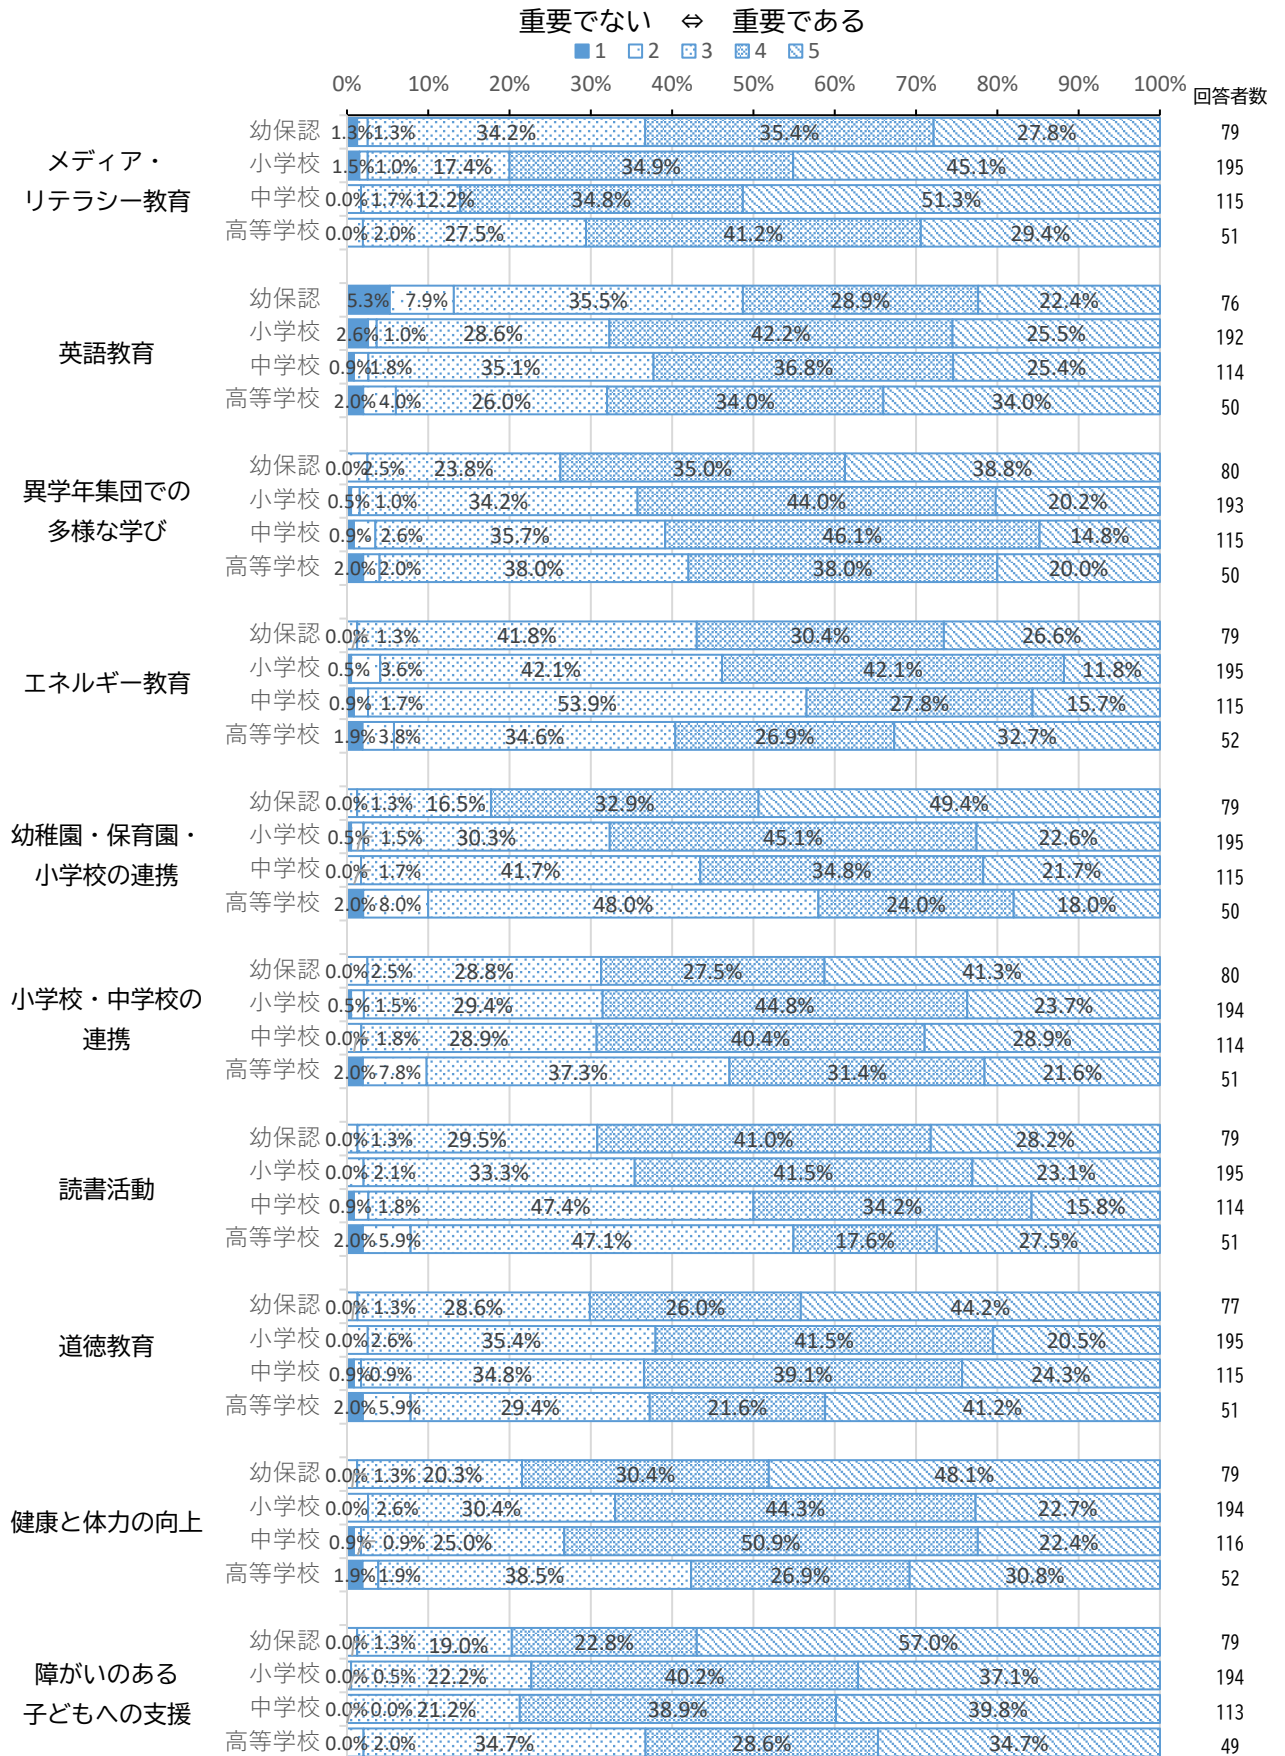 重要でない ⇔ 重要である
1 2 3 4 5
0% 10% 20% 30% 40% 50% 60% 70% 80% 90% 100% 回答者数
メディア・
リテラシー教育
幼保認 1.3% 1.3% 34.2% 35.4% 27.8% 79
小学校 1.5% 1.0% 17.4% 34.9% 45.1% 195
中学校 0.0% 1.7% 12.2% 34.8% 51.3% 115
高等学校 0.0% 2.0% 27.5% 41.2% 29.4% 51
英語教育
幼保認 5.3% 7.9% 35.5% 28.9% 22.4% 76
小学校 2.6% 1.0% 28.6% 42.2% 25.5% 192
中学校 0.9% 1.8% 35.1% 36.8% 25.4% 114
高等学校 2.0% 4.0% 26.0% 34.0% 34.0% 50
異学年集団での
多様な学び
幼保認 0.0% 2.5% 23.8% 35.0% 38.8% 80
小学校 0.5% 1.0% 34.2% 44.0% 20.2% 193
中学校 0.9% 2.6% 35.7% 46.1% 14.8% 115
高等学校 2.0% 2.0% 38.0% 38.0% 20.0% 50
エネルギー教育
幼保認 0.0% 1.3% 41.8% 30.4% 26.6% 79
小学校 0.5% 3.6% 42.1% 42.1% 11.8% 195
中学校 0.9% 1.7% 53.9% 27.8% 15.7% 115
高等学校 1.9% 3.8% 34.6% 26.9% 32.7% 52
幼稚園・保育園・
小学校の連携
幼保認 0.0% 1.3% 16.5% 32.9% 49.4% 79
小学校 0.5% 1.5% 30.3% 45.1% 22.6% 195
中学校 0.0% 1.7% 41.7% 34.8% 21.7% 115
高等学校 2.0% 8.0% 48.0% 24.0% 18.0% 50
小学校・中学校の
連携
幼保認 0.0% 2.5% 28.8% 27.5% 41.3% 80
小学校 0.5% 1.5% 29.4% 44.8% 23.7% 194
中学校 0.0% 1.8% 28.9% 40.4% 28.9% 114
高等学校 2.0% 7.8% 37.3% 31.4% 21.6% 51
読書活動
幼保認 0.0% 1.3% 29.5% 41.0% 28.2% 79
小学校 0.0% 2.1% 33.3% 41.5% 23.1% 195
中学校 0.9% 1.8% 47.4% 34.2% 15.8% 114
高等学校 2.0% 5.9% 47.1% 17.6% 27.5% 51
道徳教育
幼保認 0.0% 1.3% 28.6% 26.0% 44.2% 77
小学校 0.0% 2.6% 35.4% 41.5% 20.5% 195
中学校 0.9% 0.9% 34.8% 39.1% 24.3% 115
高等学校 2.0% 5.9% 29.4% 21.6% 41.2% 51
健康と体力の向上
幼保認 0.0% 1.3% 20.3% 30.4% 48.1% 79
小学校 0.0% 2.6% 30.4% 44.3% 22.7% 194
中学校 0.9% 0.9% 25.0% 50.9% 22.4% 116
高等学校 1.9% 1.9% 38.5% 26.9% 30.8% 52
障がいのある
子どもへの支援
幼保認 0.0% 1.3% 19.0% 22.8% 57.0% 79
小学校 0.0% 0.5% 22.2% 40.2% 37.1% 194
中学校 0.0% 0.0% 21.2% 38.9% 39.8% 113
高等学校 0.0% 2.0% 34.7% 28.6% 34.7% 49